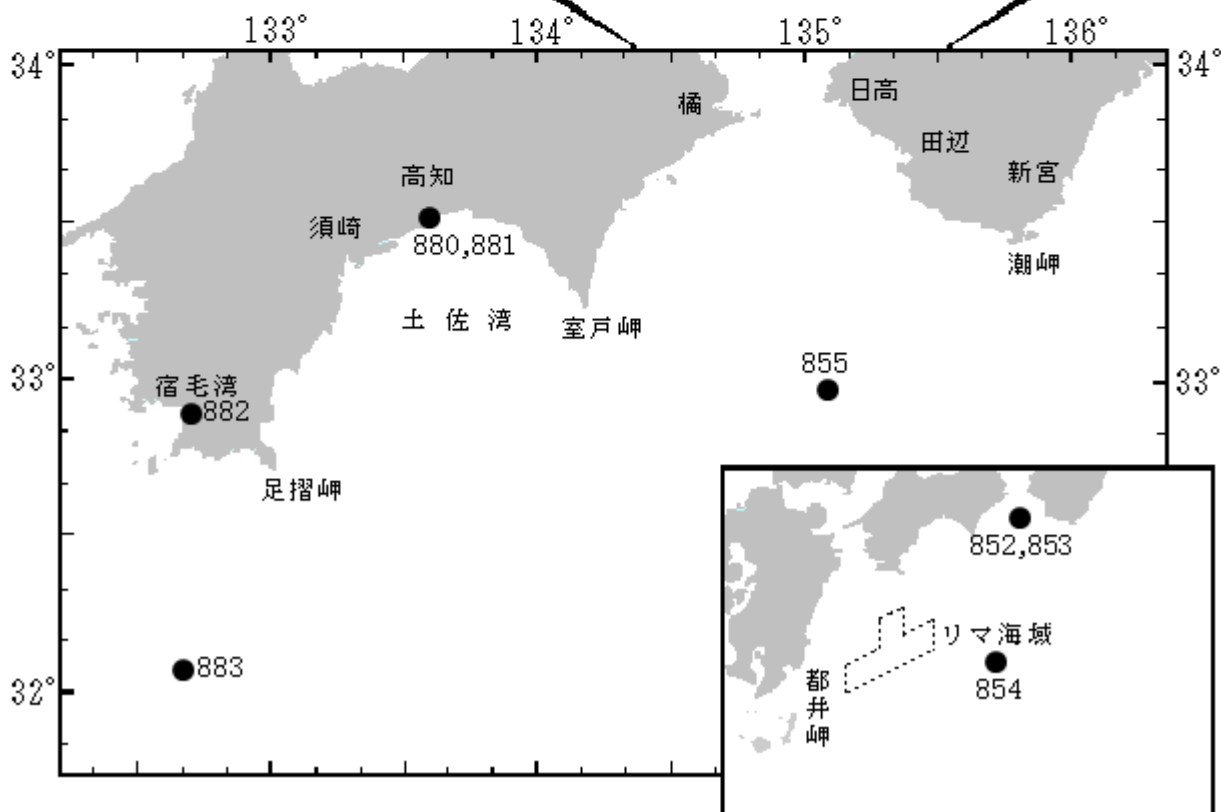 133°
134°
135°
136°
34°
34°
日高
橘
田辺
高知
新宮
須崎
880,881
潮岬
土佐湾
室戸岬
855
33°
33°
宿毛湾
882
足摺岬
852,853
リマ海域
883
854
32°
都井岬